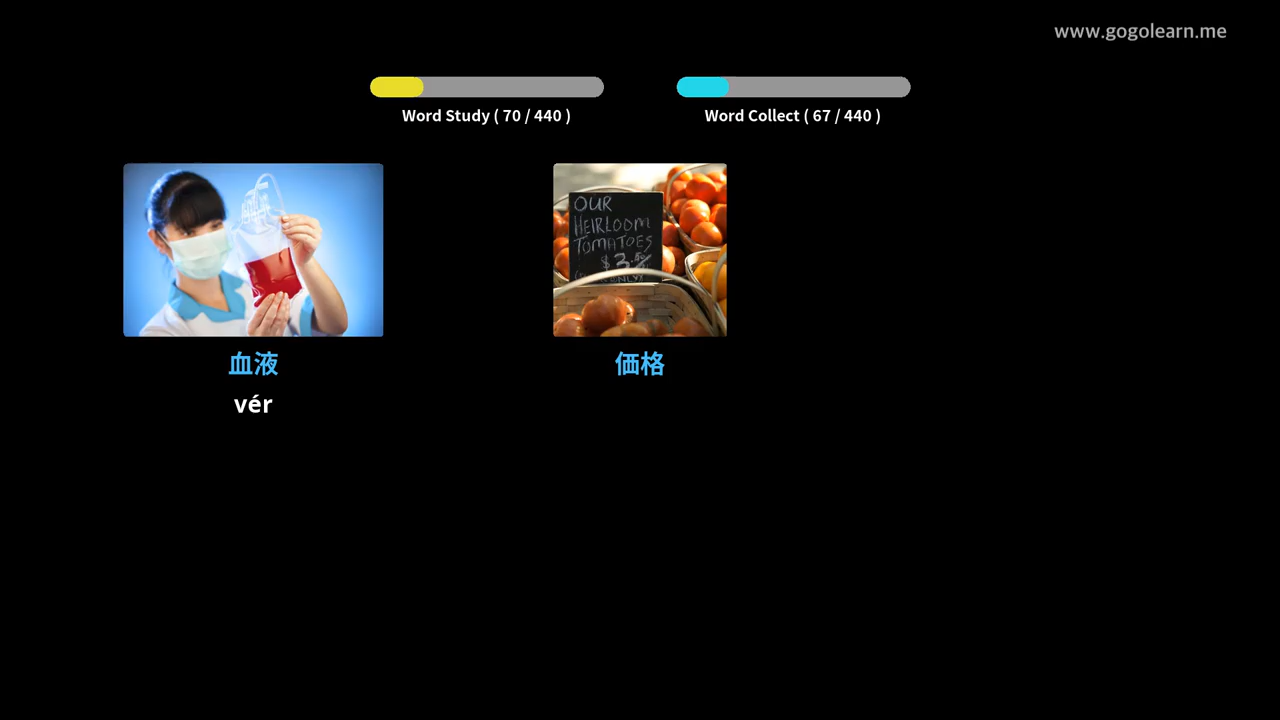 www.gogolearn.me
Word Study ( 70 / 440 )
Word Collect ( 67 / 440 )
OUR
HEIRLOOM
TOMATOES
血液
価格
vér